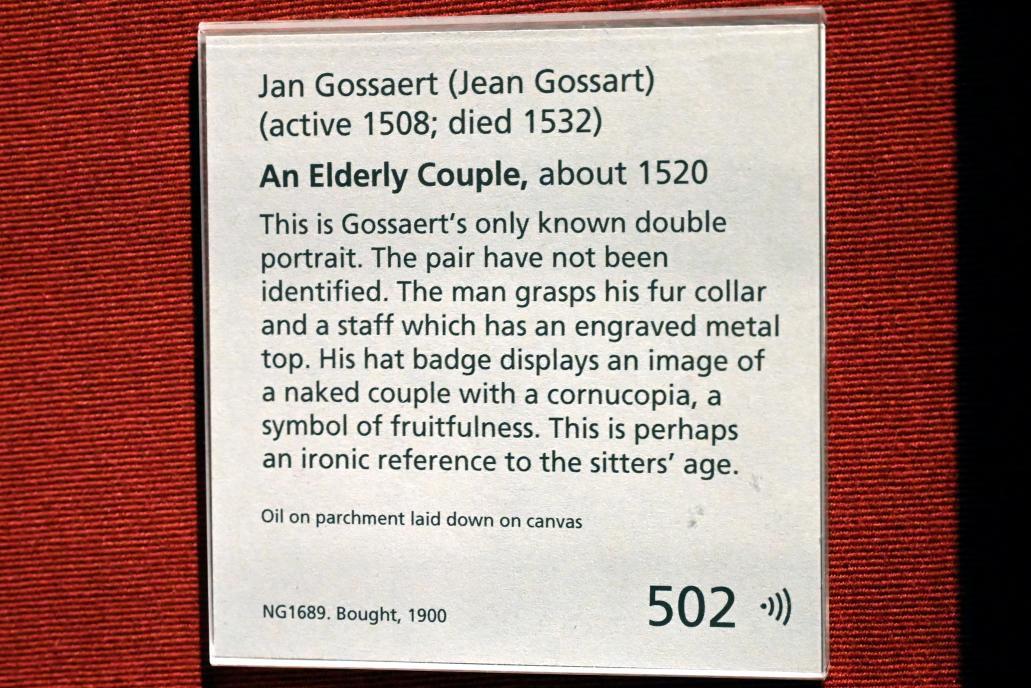 Jan Gossaert (Jean Gossart)
(active 1508; died 1532)
An Elderly Couple, about 1520
This is Gossaert's only known double
portrait. The pair have not been
identified. The man grasps his fur collar
and a staff which has an engraved metal
top. His hat badge displays an image of
a naked couple with a cornucopia, a
symbol of fruitfulness. This is perhaps
an ironic reference to the sitters' age.
Oil on parchment laid down on canvas
NG1689. Bought, 1900
502